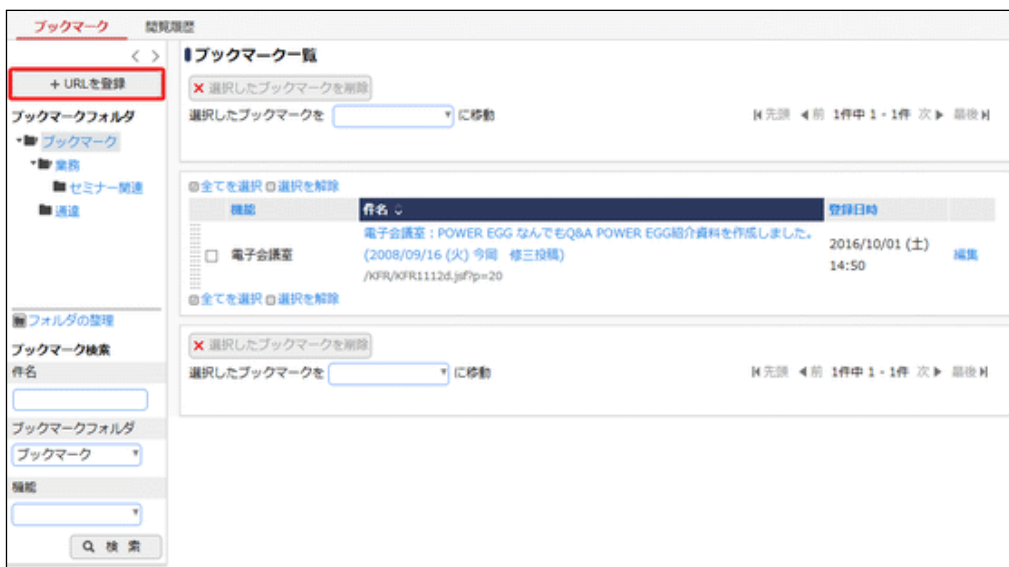 ブックマーク 閲覧履歴
+ URLを登録
ブックマークフォルダ
ブックマーク
業務
セミナー関連
通達
フォルダの整理
ブックマーク検索
件名
ブックマークフォルダ
ブックマーク
機能
検 索
ブックマーク一覧
選択したブックマークを削除
選択したブックマークを に移動 先頭 前 1件中 1 - 1件 次 最後
全てを選択 選択を解除
機能 件名 登録日時
電子会議室 電子会議室：POWER EGG なんでもQ&A POWER EGG紹介資料を作成しました。
(2008/09/16 (火) 今岡 修三投稿)
/KFR/KFR1112d.jsf?p=20
2016/10/01 (土)
14:50
編集
全てを選択 選択を解除
選択したブックマークを削除
選択したブックマークを に移動 先頭 前 1件中 1 - 1件 次 最後